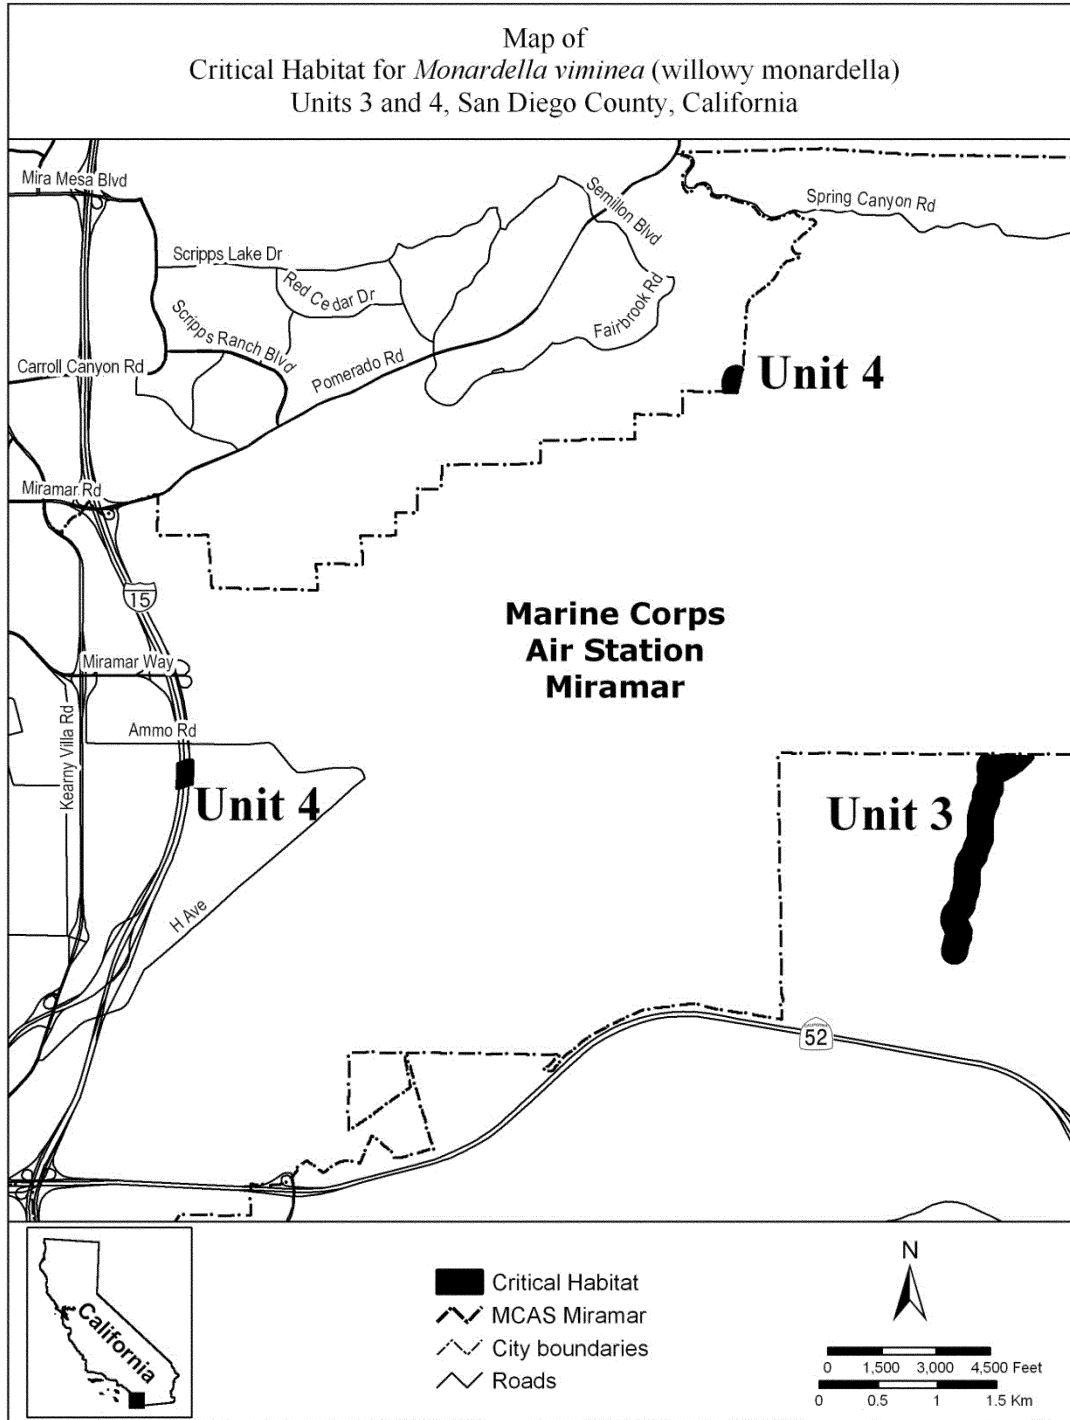 Map of
Critical Habitat for Monardella viminea (willowy monardella)
Units 3 and 4, San Diego County, California
Mira Mesa Blvd
Semillon Blvd
Spring Canyon Rd
Scripps Lake Dr
Red Cedar Dr
Fairbrook Rd
Scripps Ranch Blvd
Carroll Canyon Rd
Pomerado Rd
Unit 4
Miramar Rd
15
Marine Corps
Air Station
Miramar
Miramar Way
Kearny Villa Rd
Ammo Rd
Unit 4
Unit 3
H Ave
52
California
Critical Habitat
MCAS Miramar
City boundaries
Roads
N
0 1,500 3,000 4,500 Feet
0 0.5 1 1.5 Km